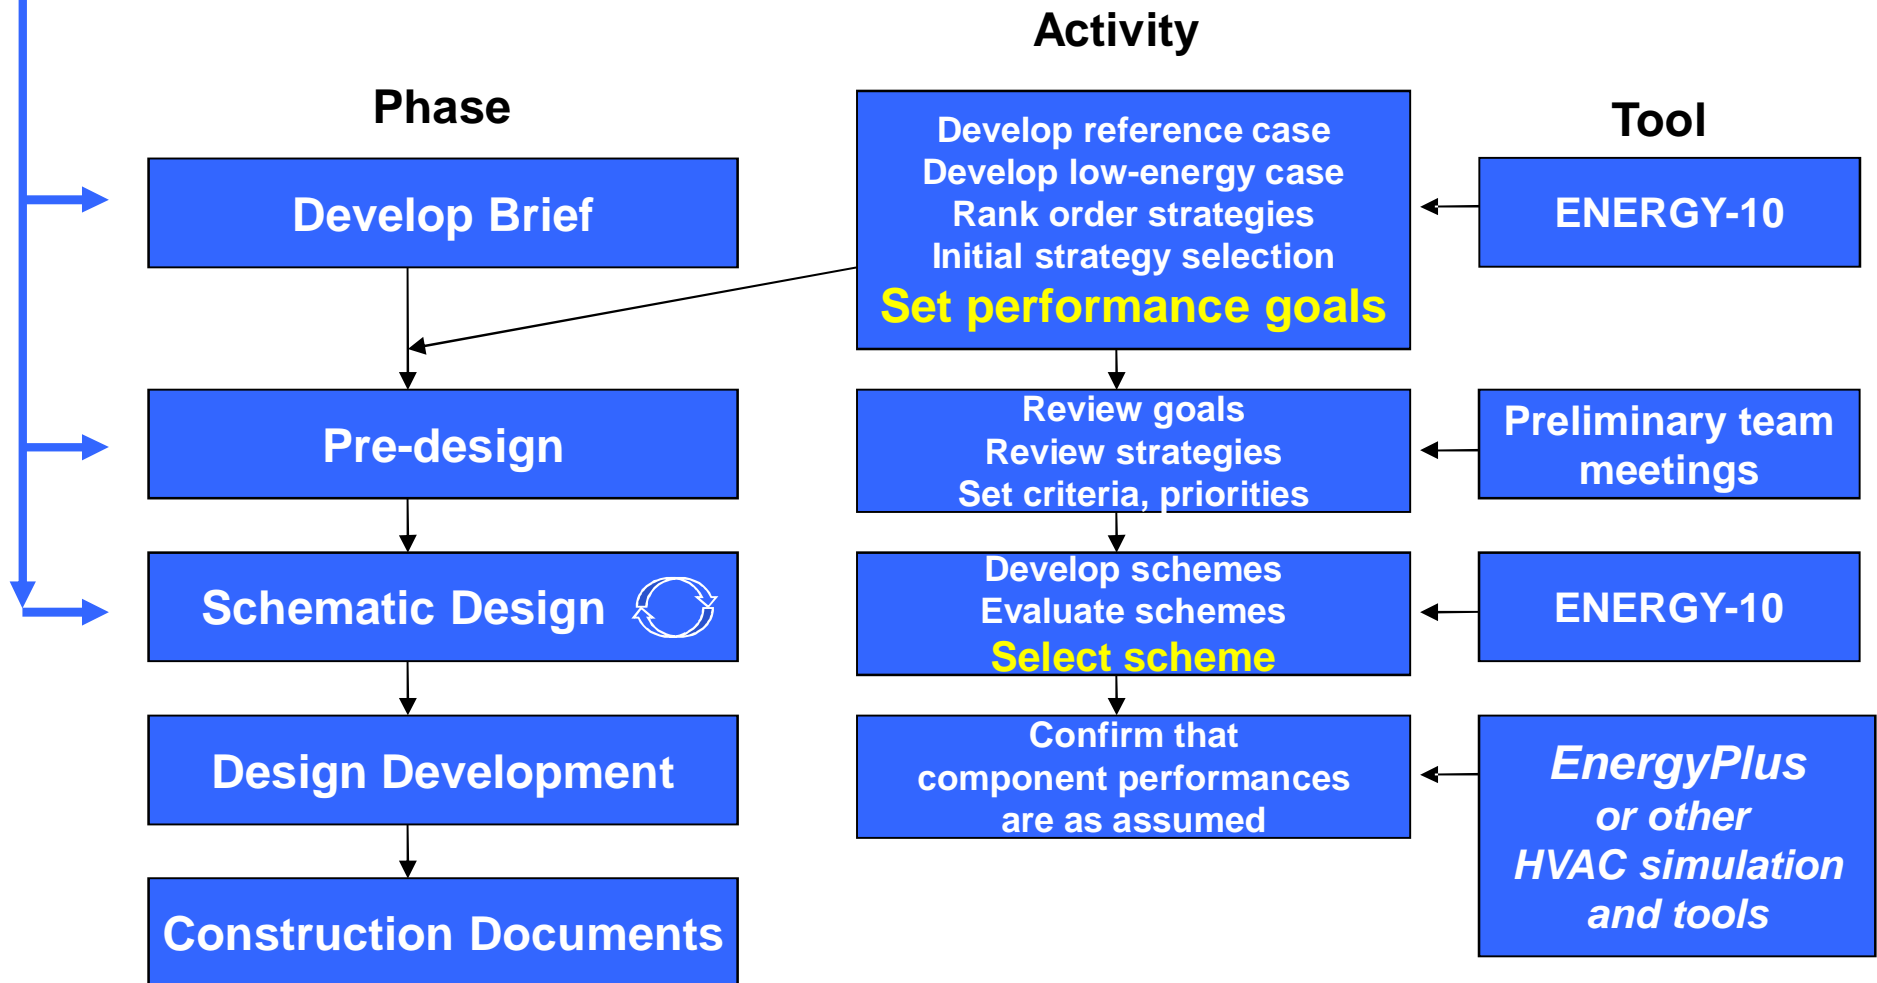 Activity
Phase
Tool
Develop Brief
Develop reference case
Develop low-energy case
Rank order strategies
Initial strategy selection
Set performance goals
ENERGY-10
Pre-design
Review goals
Review strategies
Set criteria, priorities
Preliminary team
meetings
Schematic Design
Develop schemes
Evaluate schemes
Select scheme
ENERGY-10
Design Development
Confirm that
component performances
are as assumed
EnergyPlus
or other
HVAC simulation
and tools
Construction Documents